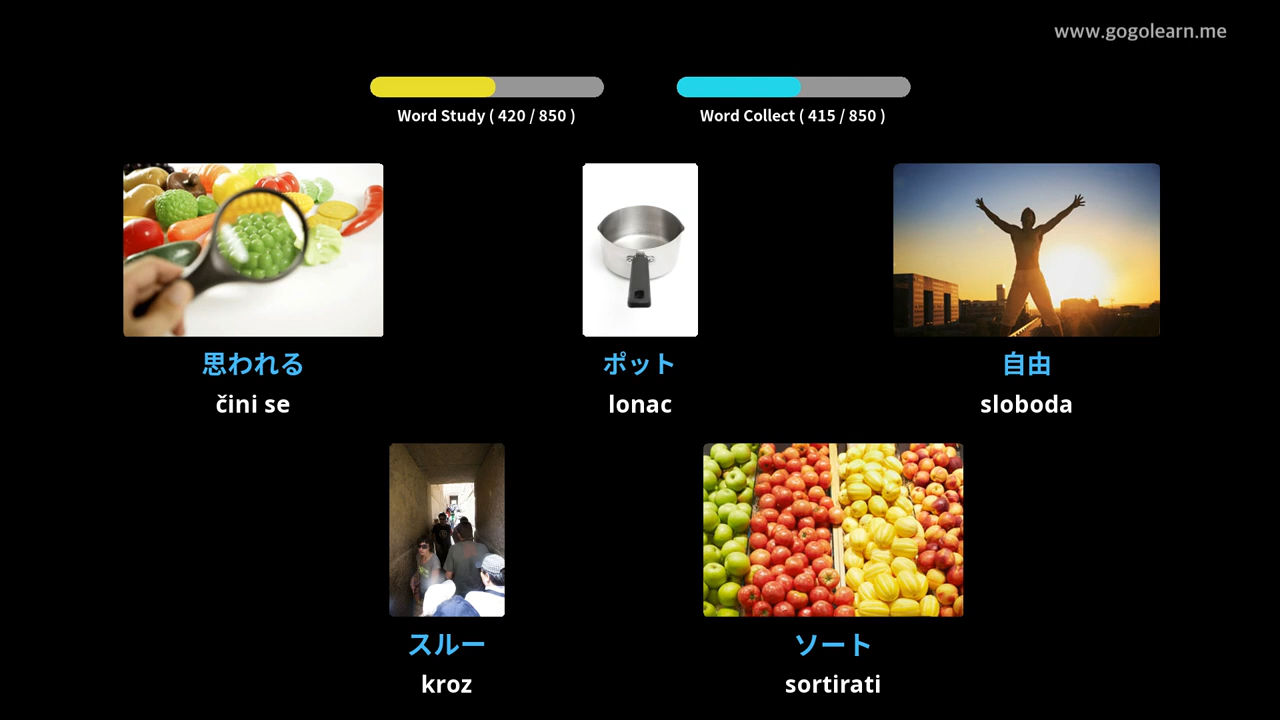 www.gogolearn.me
Word Study ( 420 / 850 )
Word Collect ( 415 / 850 )
思われる
čini se
ポット
lonac
自由
sloboda
スルー
kroz
ソート
sortirati